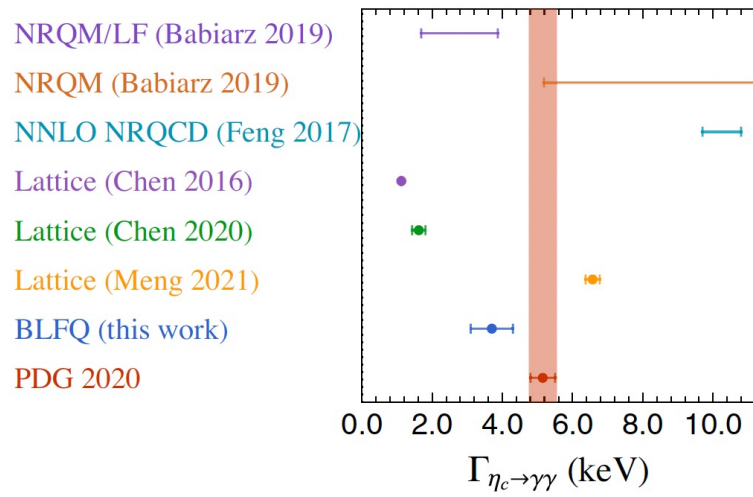 NRQM/LF (Babiarz 2019)
NRQM (Babiarz 2019)
NNLO NRQCD (Feng 2017)
Lattice (Chen 2016)
Lattice (Chen 2020)
Lattice (Meng 2021)
BLFQ (this work)
PDG 2020
0.0 2.0 4.0 6.0 8.0 10.0
Γηc→γγ (keV)